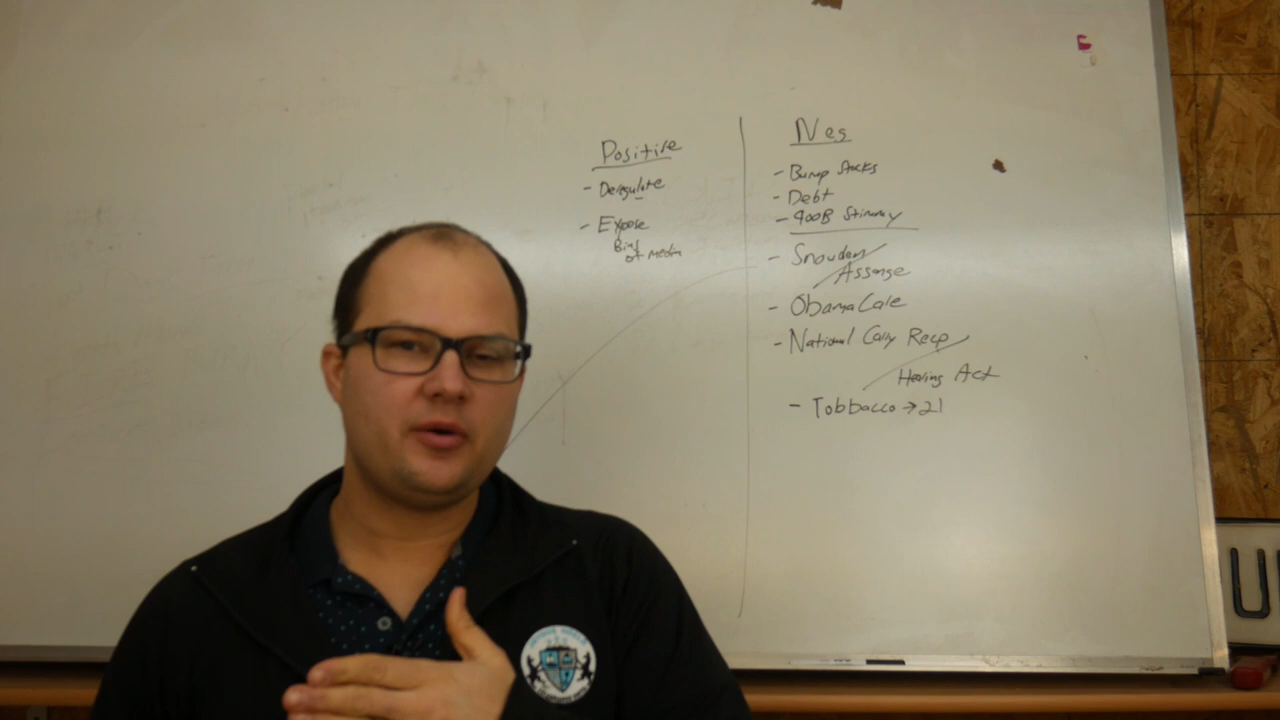 Positive
- Deregulate
- Expose
Bias
of media
Neg
- Bump Stocks
- Debt
- 900B Stimmy
- Snowden
Assange
- ObamaCare
- National Carry Recp
Hearing Act
- Tobbacco → 21
U